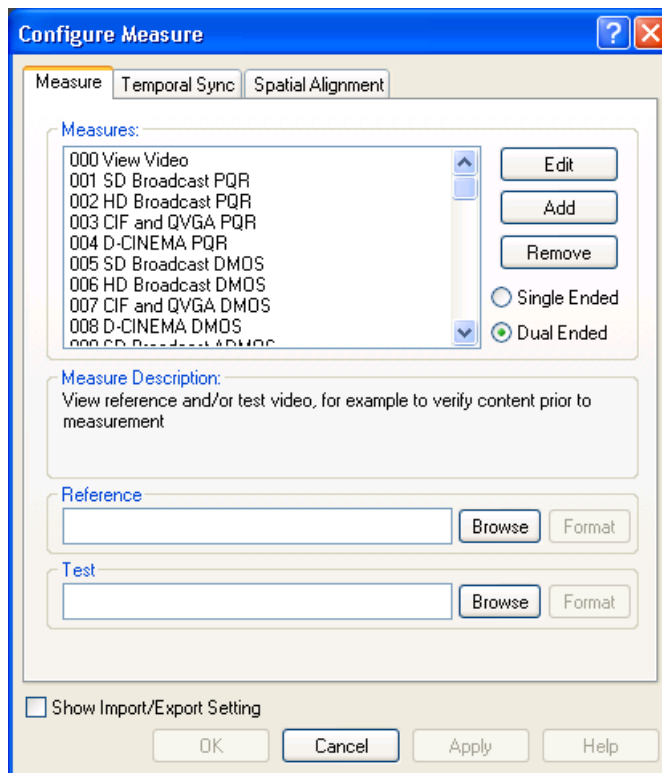 Configure Measure
Measure Temporal Sync Spatial Alignment
Measures:
000 View Video
001 SD Broadcast PQR
002 HD Broadcast PQR
003 CIF and QVGA PQR
004 D-CINEMA PQR
005 SD Broadcast DMOS
006 HD Broadcast DMOS
007 CIF and QVGA DMOS
008 D-CINEMA DMOS
009 SD Broadcast ADMOS
Edit
Add
Remove
Single Ended
Dual Ended
Measure Description:
View reference and/or test video, for example to verify content prior to
measurement
Reference
Browse Format
Test
Browse Format
Show Import/Export Setting
OK Cancel Apply Help